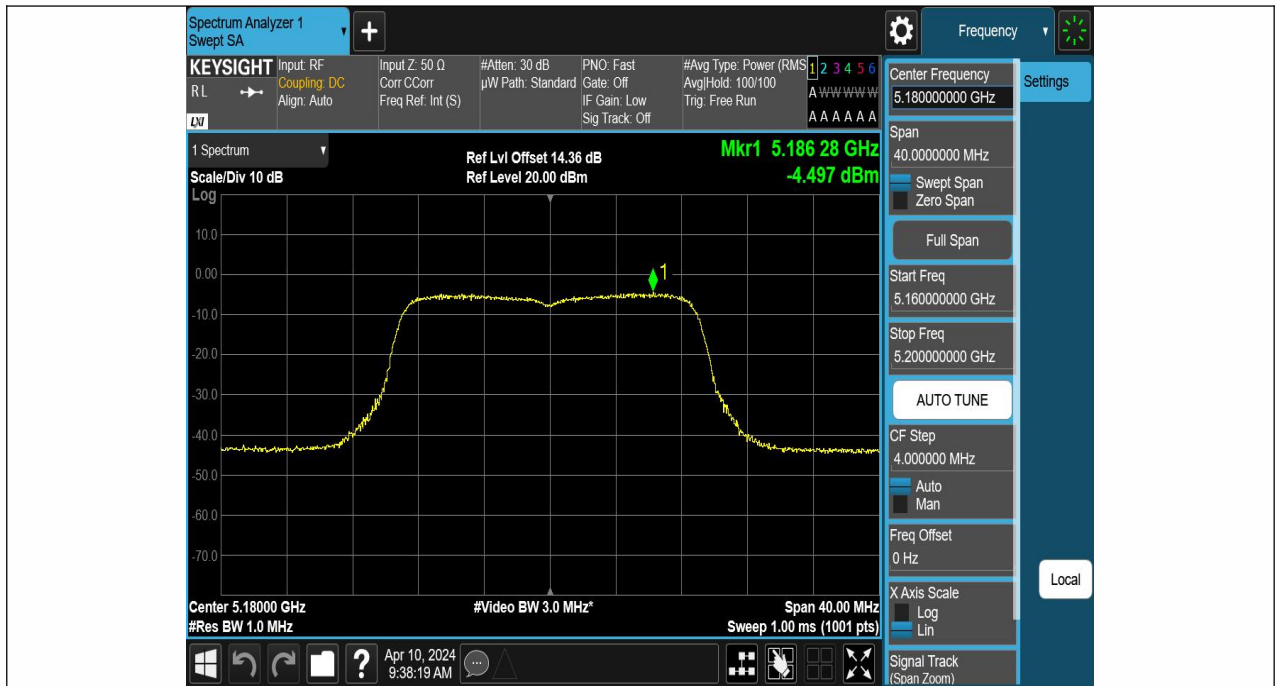 Spectrum Analyzer 1
Swept SA
+
Frequency
KEYSIGHT
R L
LXI
Input: RF
Coupling: DC
Align: Auto
Input Z: 50 Ω
Corr CCorr
Freq Ref: Int (S)
#Atten: 30 dB
µW Path: Standard
PNO: Fast
Gate: Off
IF Gain: Low
Sig Track: Off
#Avg Type: Power (RMS
Avg|Hold: 100/100
Trig: Free Run
1 2 3 4 5 6
A W W W W W
A A A A A A
1 Spectrum
Scale/Div 10 dB
Log
Ref Lvl Offset 14.36 dB
Ref Level 20.00 dBm
Mkr1 5.186 28 GHz
-4.497 dBm
10.0
0.00
-10.0
-20.0
-30.0
-40.0
-50.0
-60.0
-70.0
1
Center 5.18000 GHz
#Res BW 1.0 MHz
#Video BW 3.0 MHz*
Span 40.00 MHz
Sweep 1.00 ms (1001 pts)
Center Frequency
5.180000000 GHz
Settings
Span
40.0000000 MHz
Swept Span
Zero Span
Full Span
Start Freq
5.160000000 GHz
Stop Freq
5.200000000 GHz
AUTO TUNE
CF Step
4.000000 MHz
Auto
Man
Freq Offset
0 Hz
X Axis Scale
Log
Lin
Signal Track
(Span Zoom)
Local
?
Apr 10, 2024
9:38:19 AM